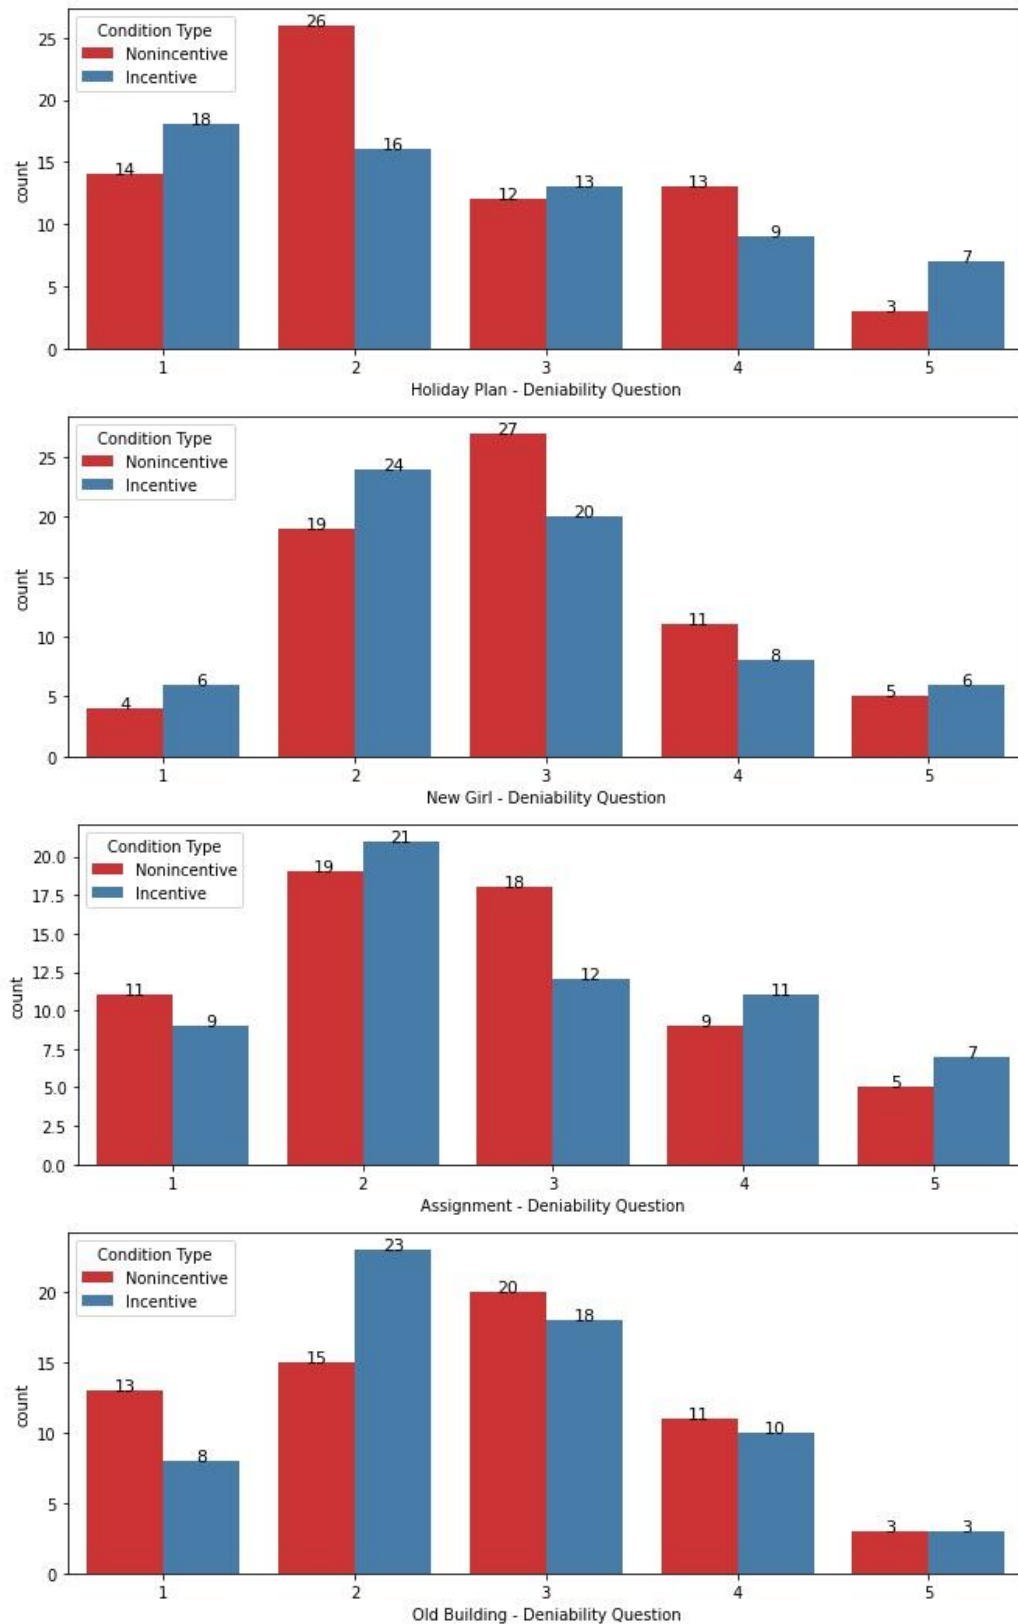 26
25
Condition Type
Nonincentive
Incentive
20
18
16
15
14
13
13
12
count
10
9
7
5
3
0
1 2 3 4 5
Holiday Plan - Deniability Question
27
Condition Type
Nonincentive
Incentive
25
24
20
20
19
15
count
11
10
8
6
6
5
5
4
0
1 2 3 4 5
New Girl - Deniability Question
21
Condition Type
Nonincentive
Incentive
20.0
19
18
17.5
15.0
12.5
12
11
11
count
10.0
9
9
7.5
7
5.0
5
2.5
0.0
1 2 3 4 5
Assignment - Deniability Question
23
Condition Type
Nonincentive
Incentive
20
20
18
15
15
13
count
11
10
10
8
5
3
3
0
1 2 3 4 5
Old Building - Deniability Question